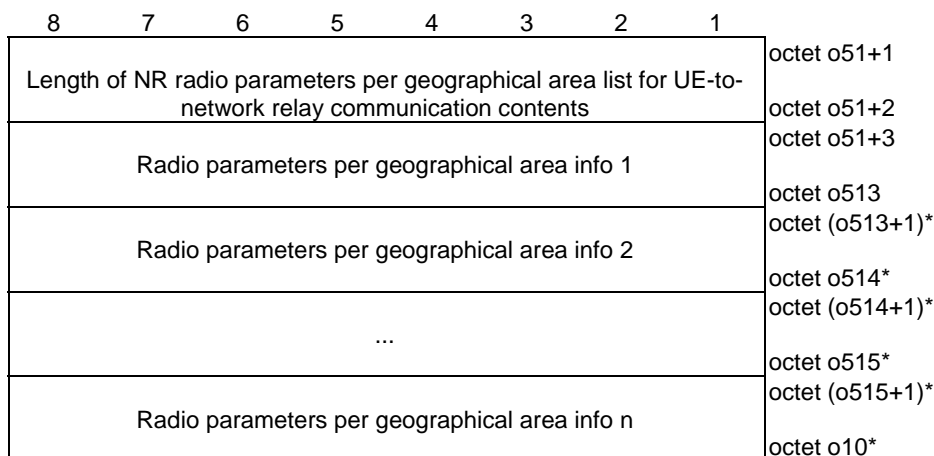 8 7 6 5 4 3 2 1
octet o51+1
Length of NR radio parameters per geographical area list for UE-to-
network relay communication contents
octet o51+2
octet o51+3
Radio parameters per geographical area info 1
octet o513
octet (o513+1)*
Radio parameters per geographical area info 2
octet o514*
octet (o514+1)*
...
octet o515*
octet (o515+1)*
Radio parameters per geographical area info n
octet o10*